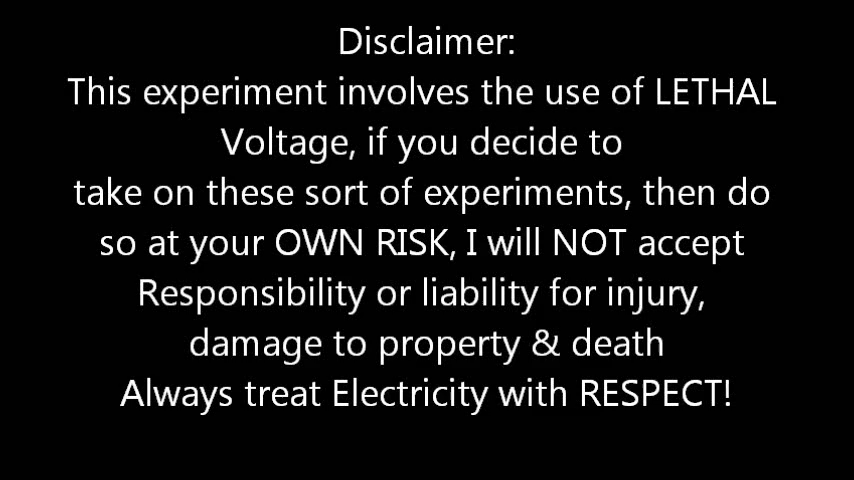 Disclaimer:
This experiment involves the use of LETHAL
Voltage, if you decide to
take on these sort of experiments, then do
so at your OWN RISK, I will NOT accept
Responsibility or liability for injury,
damage to property & death
Always treat Electricity with RESPECT!